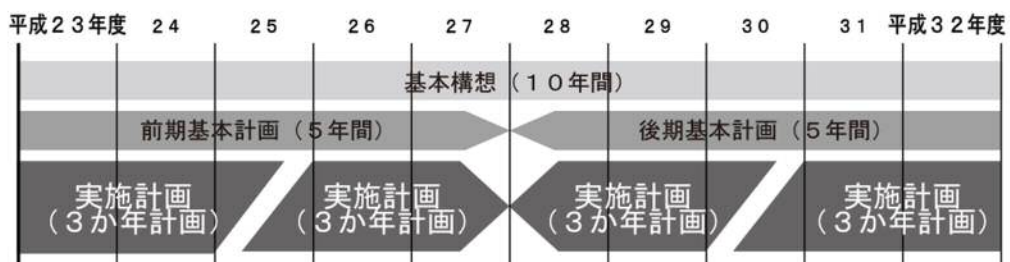 平成２３年度 ２４ ２５ ２６ ２７ ２８ ２９ ３０ ３１ 平成３２年度
基本構想（１０年間）
前期基本計画（５年間） 後期基本計画（５年間）
実施計画 実施計画 実施計画 実施計画
（３か年計画） （３か年計画） （３か年計画） （３か年計画）